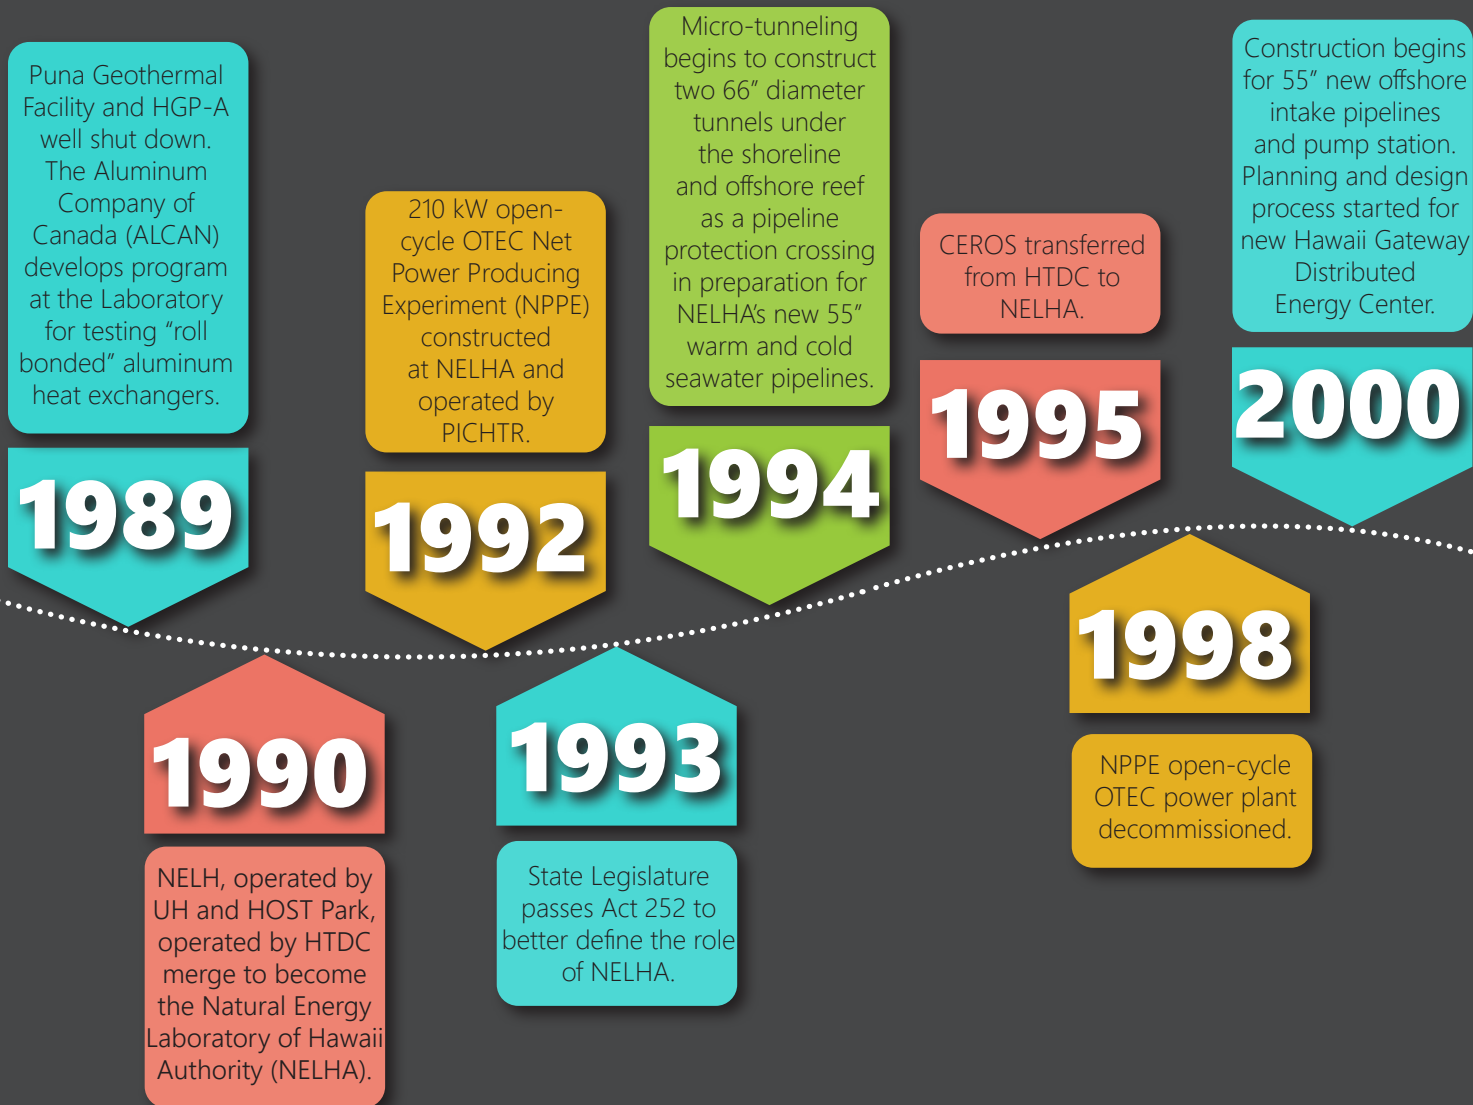 Puna Geothermal
Facility and HGP-A
well shut down.
The Aluminum
Company of
Canada (ALCAN)
develops program
at the Laboratory
for testing “roll
bonded” aluminum
heat exchangers.
1989
NELH, operated by
UH and HOST Park,
operated by HTDC
merge to become
the Natural Energy
Laboratory of Hawaii
Authority (NELHA).
1990
210 kW open-
cycle OTEC Net
Power Producing
Experiment (NPPE)
constructed
at NELHA and
operated by
PICHTR.
1992
1993
State Legislature
passes Act 252 to
better define the role
of NELHA.
Micro-tunneling
begins to construct
two 66” diameter
tunnels under
the shoreline
and offshore reef
as a pipeline
protection crossing
in preparation for
NELHA’s new 55”
warm and cold
seawater pipelines.
1994
CEROS transferred
from HTDC to
NELHA.
1995
1998
NPPE open-cycle
OTEC power plant
decommissioned.
Construction begins
for 55” new offshore
intake pipelines
and pump station.
Planning and design
process started for
new Hawaii Gateway
Distributed
Energy Center.
2000